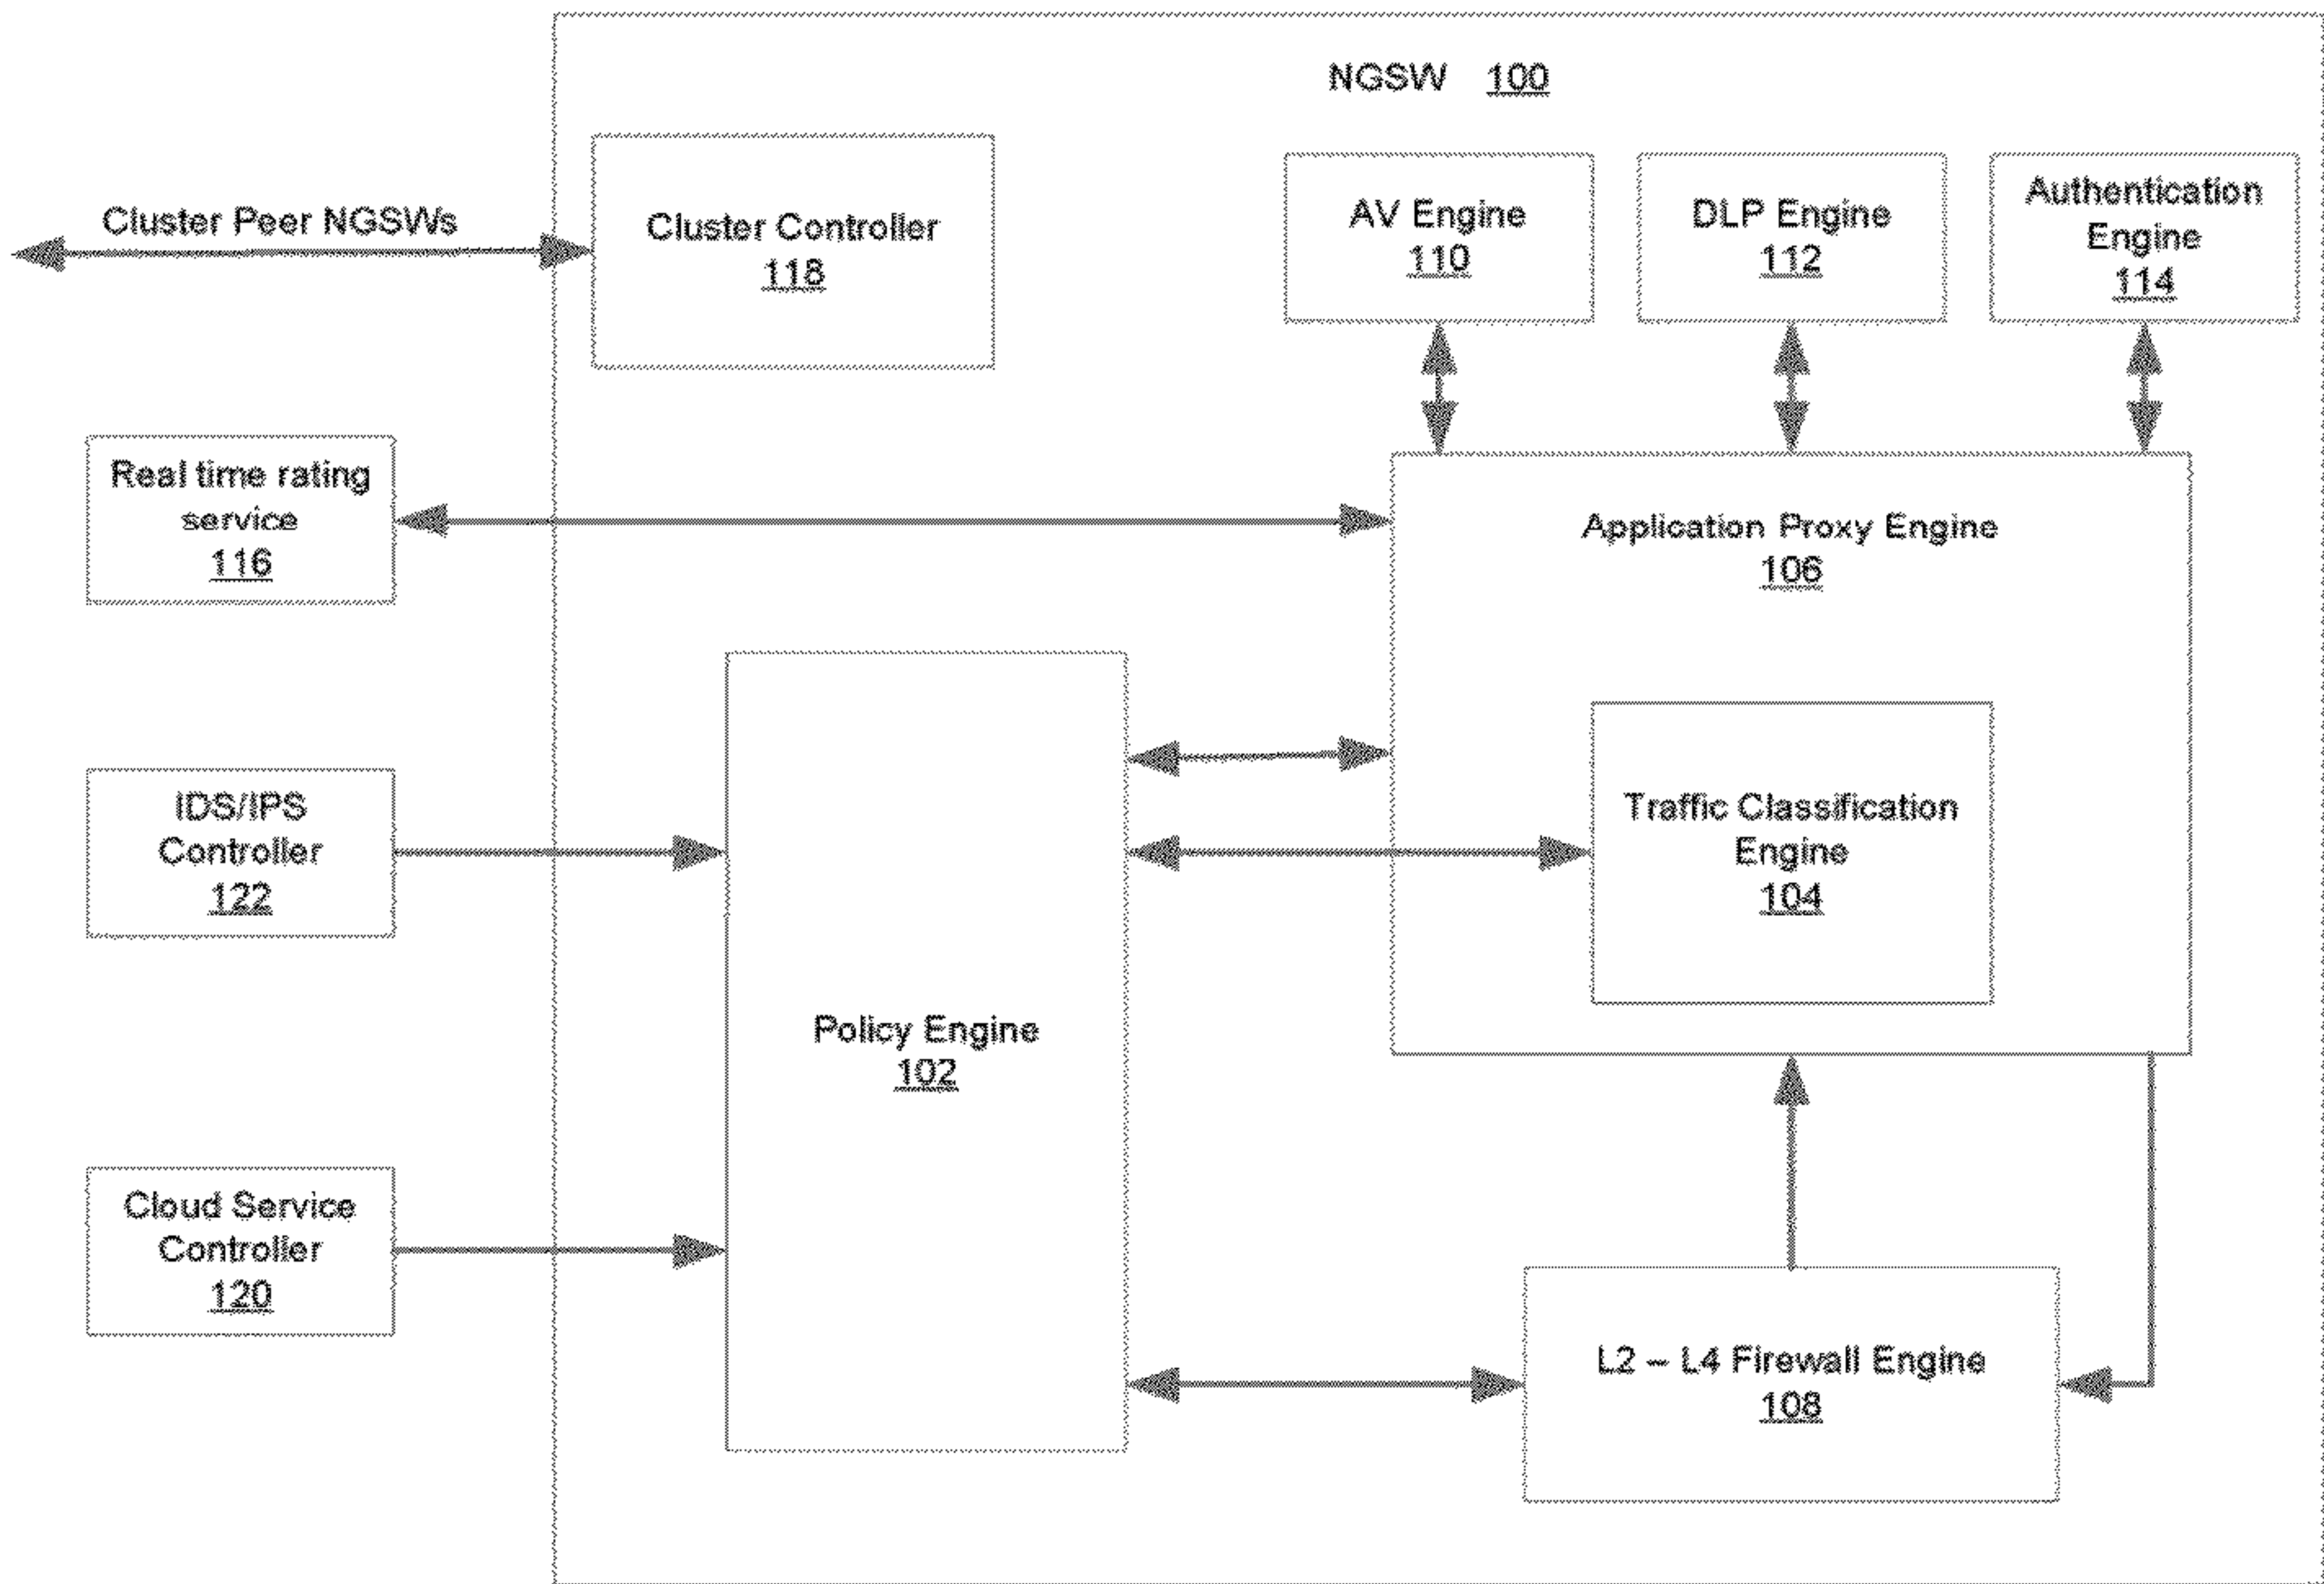 NGSW 100
Cluster Peer NGSWs
Cluster Controller
118
AV Engine
110
DLP Engine
112
Authentication
Engine
114
Real time rating
service
116
Application Proxy Engine
106
IDS/IPS
Controller
122
Traffic Classification
Engine
104
Policy Engine
102
Cloud Service
Controller
120
L2 – L4 Firewall Engine
108